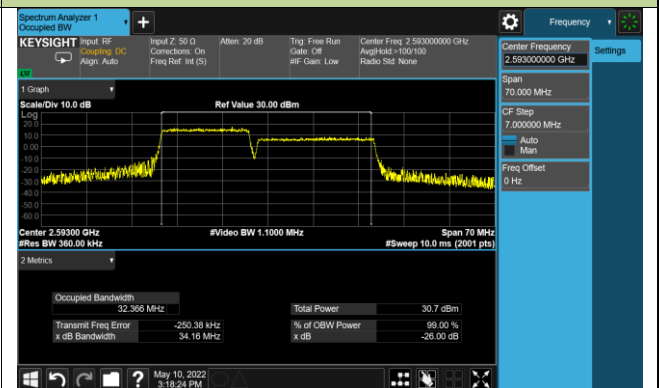 Spectrum Analyzer 1
Occupied BW
+
Frequency
KEYSIGHT
Input: RF
Coupling: DC
Align: Auto
Input Z: 50 Ω
Corrections: On
Freq Ref: Int (S)
Atten: 20 dB
Trig: Free Run
Gate: Off
#IF Gain: Low
Center Freq: 2.593000000 GHz
Avg|Hold:>100/100
Radio Std: None
Center Frequency
2.593000000 GHz
Settings
Span
70.000 MHz
CF Step
7.000000 MHz
Auto
Man
Freq Offset
0 Hz
1 Graph
Scale/Div 10.0 dB
Ref Value 30.00 dBm
Log
20.0
10.0
0.00
-10.0
-20.0
-30.0
-40.0
-50.0
-60.0
Center 2.59300 GHz
#Video BW 1.1000 MHz
Span 70 MHz
#Res BW 360.00 kHz
#Sweep 10.0 ms (2001 pts)
2 Metrics
Occupied Bandwidth
32.366 MHz
Total Power 30.7 dBm
Transmit Freq Error -250.38 kHz
% of OBW Power 99.00 %
x dB Bandwidth 34.16 MHz
x dB -26.00 dB
?
May 10, 2022
3:18:24 PM